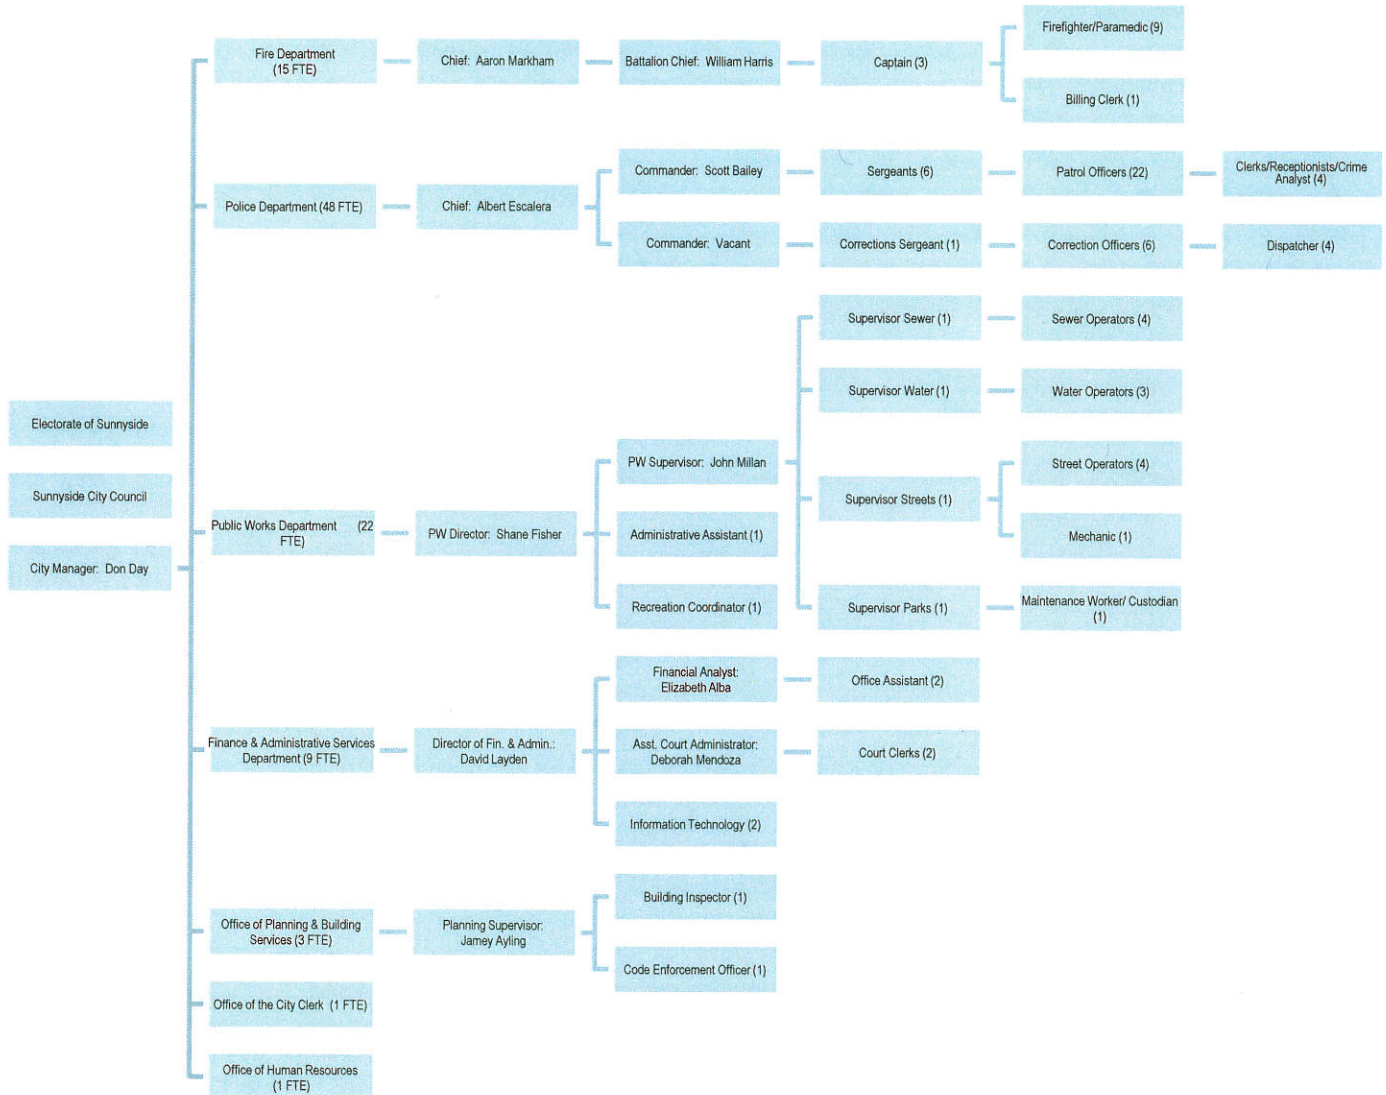 Electorate of Sunnyside
Sunnyside City Council
City Manager: Don Day
Fire Department
(15 FTE)
Chief: Aaron Markham
Battalion Chief: William Harris
Captain (3)
Firefighter/Paramedic (9)
Billing Clerk (1)
Police Department (48 FTE)
Chief: Albert Escalera
Commander: Scott Bailey
Sergeants (6)
Patrol Officers (22)
Clerks/Receptionists/Crime
Analyst (4)
Commander: Vacant
Corrections Sergeant (1)
Correction Officers (6)
Dispatcher (4)
Public Works Department (22
FTE)
PW Director: Shane Fisher
PW Supervisor: John Millan
Supervisor Sewer (1)
Sewer Operators (4)
Supervisor Water (1)
Water Operators (3)
Supervisor Streets (1)
Street Operators (4)
Mechanic (1)
Supervisor Parks (1)
Maintenance Worker/ Custodian
(1)
Administrative Assistant (1)
Recreation Coordinator (1)
Finance & Administrative Services
Department (9 FTE)
Director of Fin. & Admin.:
David Layden
Financial Analyst:
Elizabeth Alba
Office Assistant (2)
Asst. Court Administrator:
Deborah Mendoza
Court Clerks (2)
Information Technology (2)
Office of Planning & Building
Services (3 FTE)
Planning Supervisor:
Jamey Ayling
Building Inspector (1)
Code Enforcement Officer (1)
Office of the City Clerk (1 FTE)
Office of Human Resources
(1 FTE)